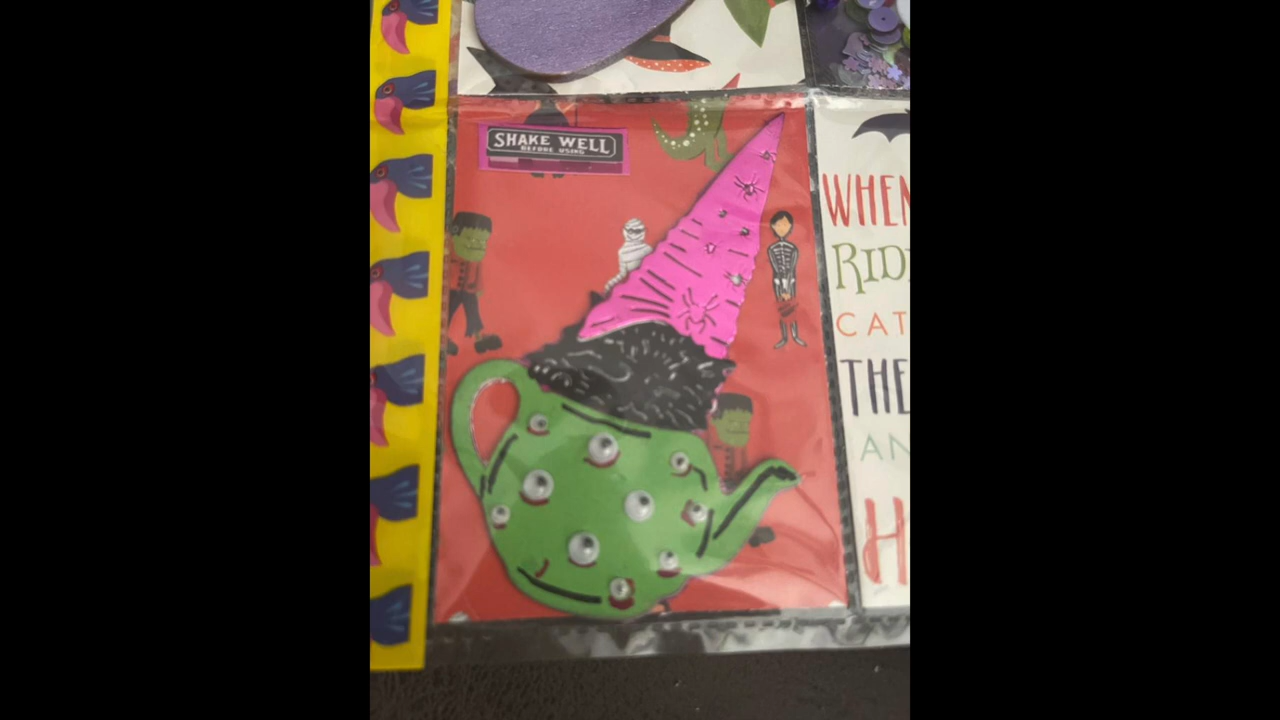 SHAKE WELL
BEFORE USING
WHEN
RID
CAT
THE
AN
H